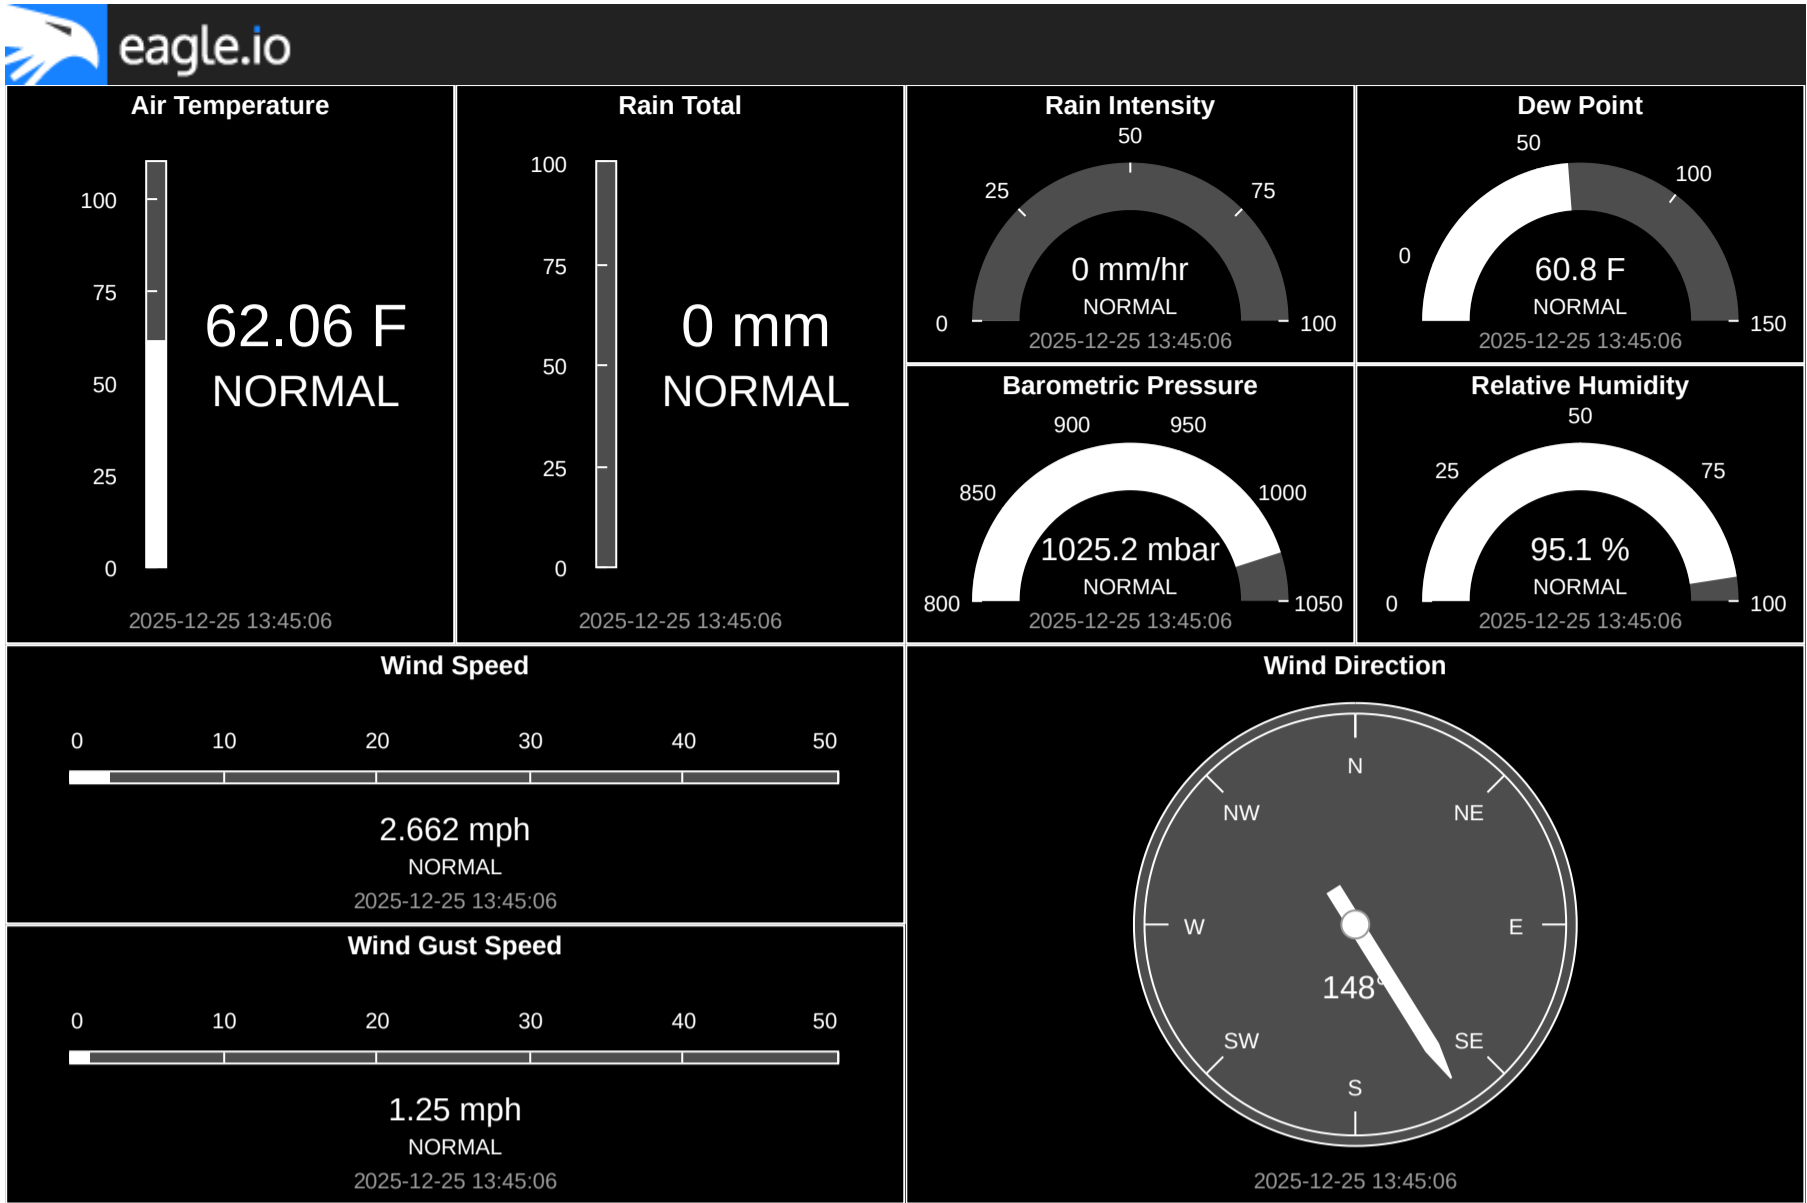 eagle.io
Air Temperature
100
75
50
25
0
62.06 F
NORMAL
2025-12-25 13:45:06
Rain Total
100
75
50
25
0
0 mm
NORMAL
2025-12-25 13:45:06
Rain Intensity
50
25
75
0
100
0 mm/hr
NORMAL
2025-12-25 13:45:06
Dew Point
50
100
0
150
60.8 F
NORMAL
2025-12-25 13:45:06
Barometric Pressure
900 950
850 1000
1025.2 mbar
NORMAL
800 1050
2025-12-25 13:45:06
Relative Humidity
50
25 75
95.1 %
NORMAL
0 100
2025-12-25 13:45:06
Wind Speed
0 10 20 30 40 50
2.662 mph
NORMAL
2025-12-25 13:45:06
Wind Gust Speed
0 10 20 30 40 50
1.25 mph
NORMAL
2025-12-25 13:45:06
Wind Direction
N
NW NE
W E
148°
SW SE
S
2025-12-25 13:45:06